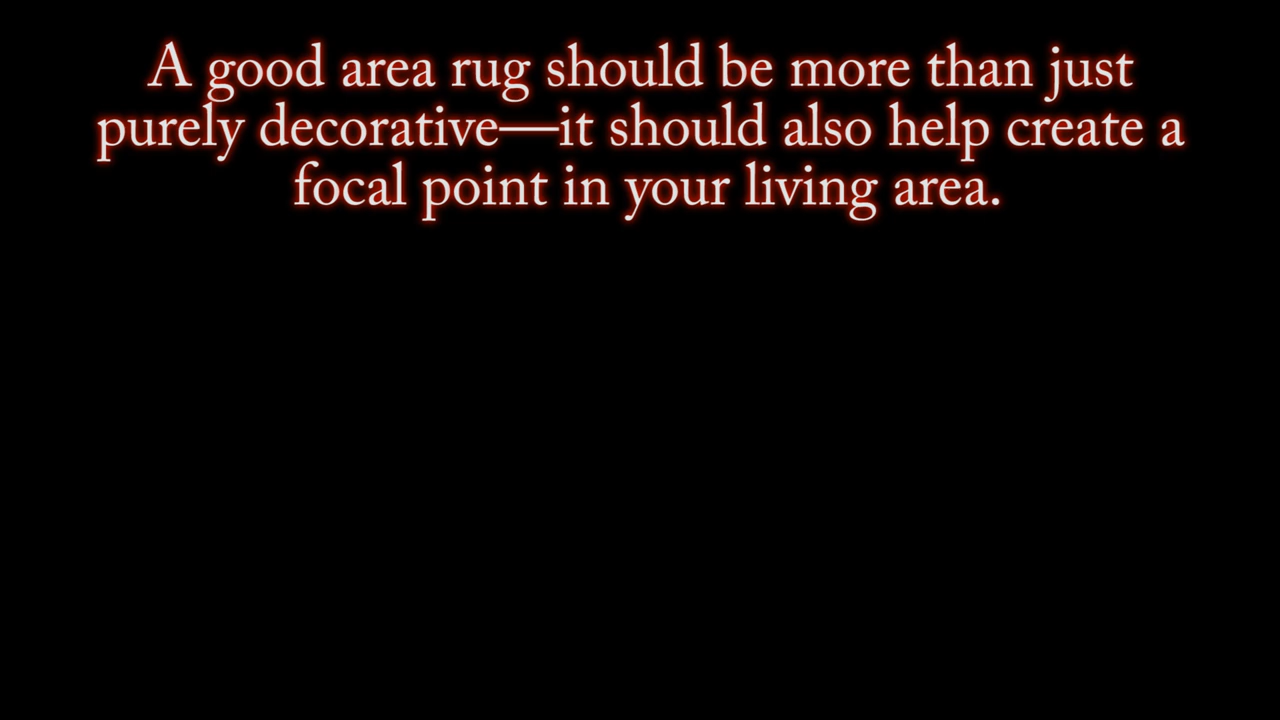 A good area rug should be more than just
purely decorative—it should also help create a
focal point in your living area.